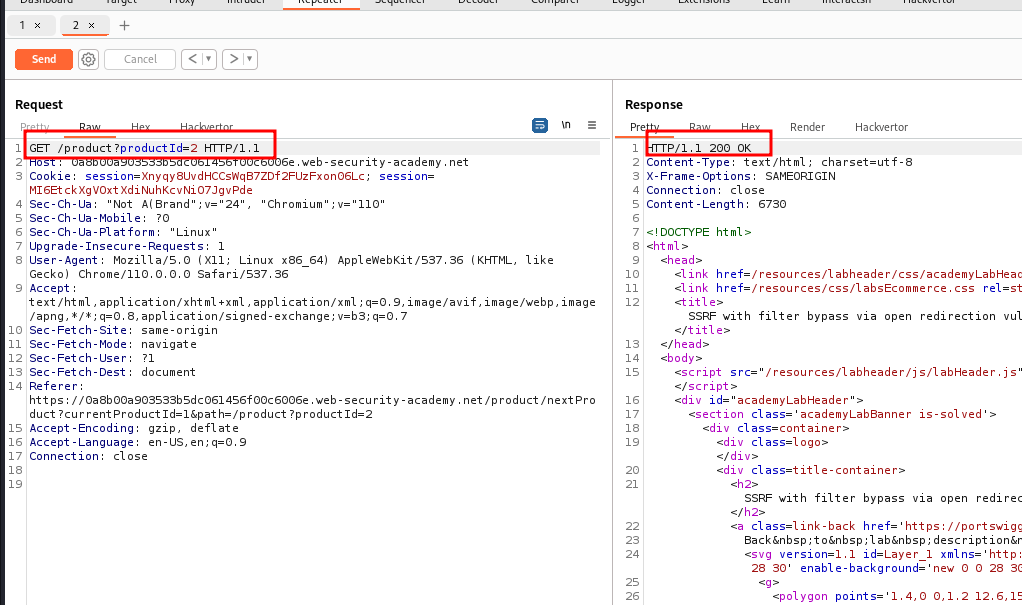 Dashboard Target Proxy Intruder Repeater Sequencer Decoder Comparer Logger Extensions Learn InteractSh Hackvertor
1 × 2 × +
Send Cancel < ▾ > ▾
Request
Pretty Raw Hex Hackvertor \n
1 GET /product?productId=2 HTTP/1.1
2 Host: 0a8b00a903533b5dc061456f00c6006e.web-security-academy.net
3 Cookie: session=Xnyqy8UvdHCCsWqB7ZDf2FUzFxon06Lc; session=
MI6EtckXgVOxtXdiNuhKcvNiO7JgvPde
4 Sec-Ch-Ua: "Not A(Brand";v="24", "Chromium";v="110"
5 Sec-Ch-Ua-Mobile: ?0
6 Sec-Ch-Ua-Platform: "Linux"
7 Upgrade-Insecure-Requests: 1
8 User-Agent: Mozilla/5.0 (X11; Linux x86_64) AppleWebKit/537.36 (KHTML, like
Gecko) Chrome/110.0.0.0 Safari/537.36
9 Accept:
text/html,application/xhtml+xml,application/xml;q=0.9,image/avif,image/webp,image
/apng,*/*;q=0.8,application/signed-exchange;v=b3;q=0.7
10 Sec-Fetch-Site: same-origin
11 Sec-Fetch-Mode: navigate
12 Sec-Fetch-User: ?1
13 Sec-Fetch-Dest: document
14 Referer:
https://0a8b00a903533b5dc061456f00c6006e.web-security-academy.net/product/nextPro
duct?currentProductId=1&path=/product?productId=2
15 Accept-Encoding: gzip, deflate
16 Accept-Language: en-US,en;q=0.9
17 Connection: close
18
19
Response
Pretty Raw Hex Render Hackvertor
1 HTTP/1.1 200 OK
2 Content-Type: text/html; charset=utf-8
3 X-Frame-Options: SAMEORIGIN
4 Connection: close
5 Content-Length: 6730
6
7 <!DOCTYPE html>
8 <html>
9 <head>
10 <link href=/resources/labheader/css/academyLabHead
11 <link href=/resources/css/labsEcommerce.css rel=st
12 <title>
SSRF with filter bypass via open redirection vul
</title>
13 </head>
14 <body>
15 <script src="/resources/labheader/js/labHeader.js"
</script>
16 <div id="academyLabHeader">
17 <section class='academyLabBanner is-solved'>
18 <div class=container>
19 <div class=logo>
</div>
20 <div class=title-container>
21 <h2>
SSRF with filter bypass via open redirec
</h2>
22 <a class=link-back href='https://portswigg
23 Back&nbsp;to&nbsp;lab&nbsp;description&n
24 <svg version=1.1 id=Layer_1 xmlns='http:
28 30' enable-background='new 0 0 28 30
25 <g>
26 <polygon points='1.4,0 0,1.2 12.6,15